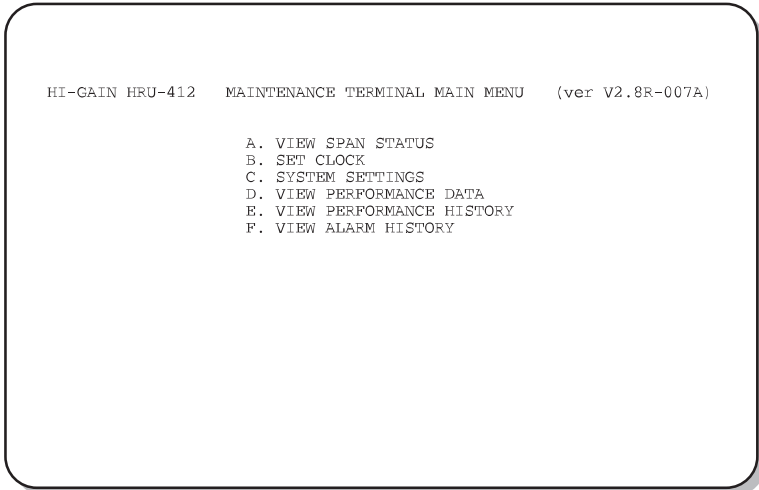 HI-GAIN HRU-412 MAINTENANCE TERMINAL MAIN MENU (ver V2.8R-007A)
A. VIEW SPAN STATUS
B. SET CLOCK
C. SYSTEM SETTINGS
D. VIEW PERFORMANCE DATA
E. VIEW PERFORMANCE HISTORY
F. VIEW ALARM HISTORY